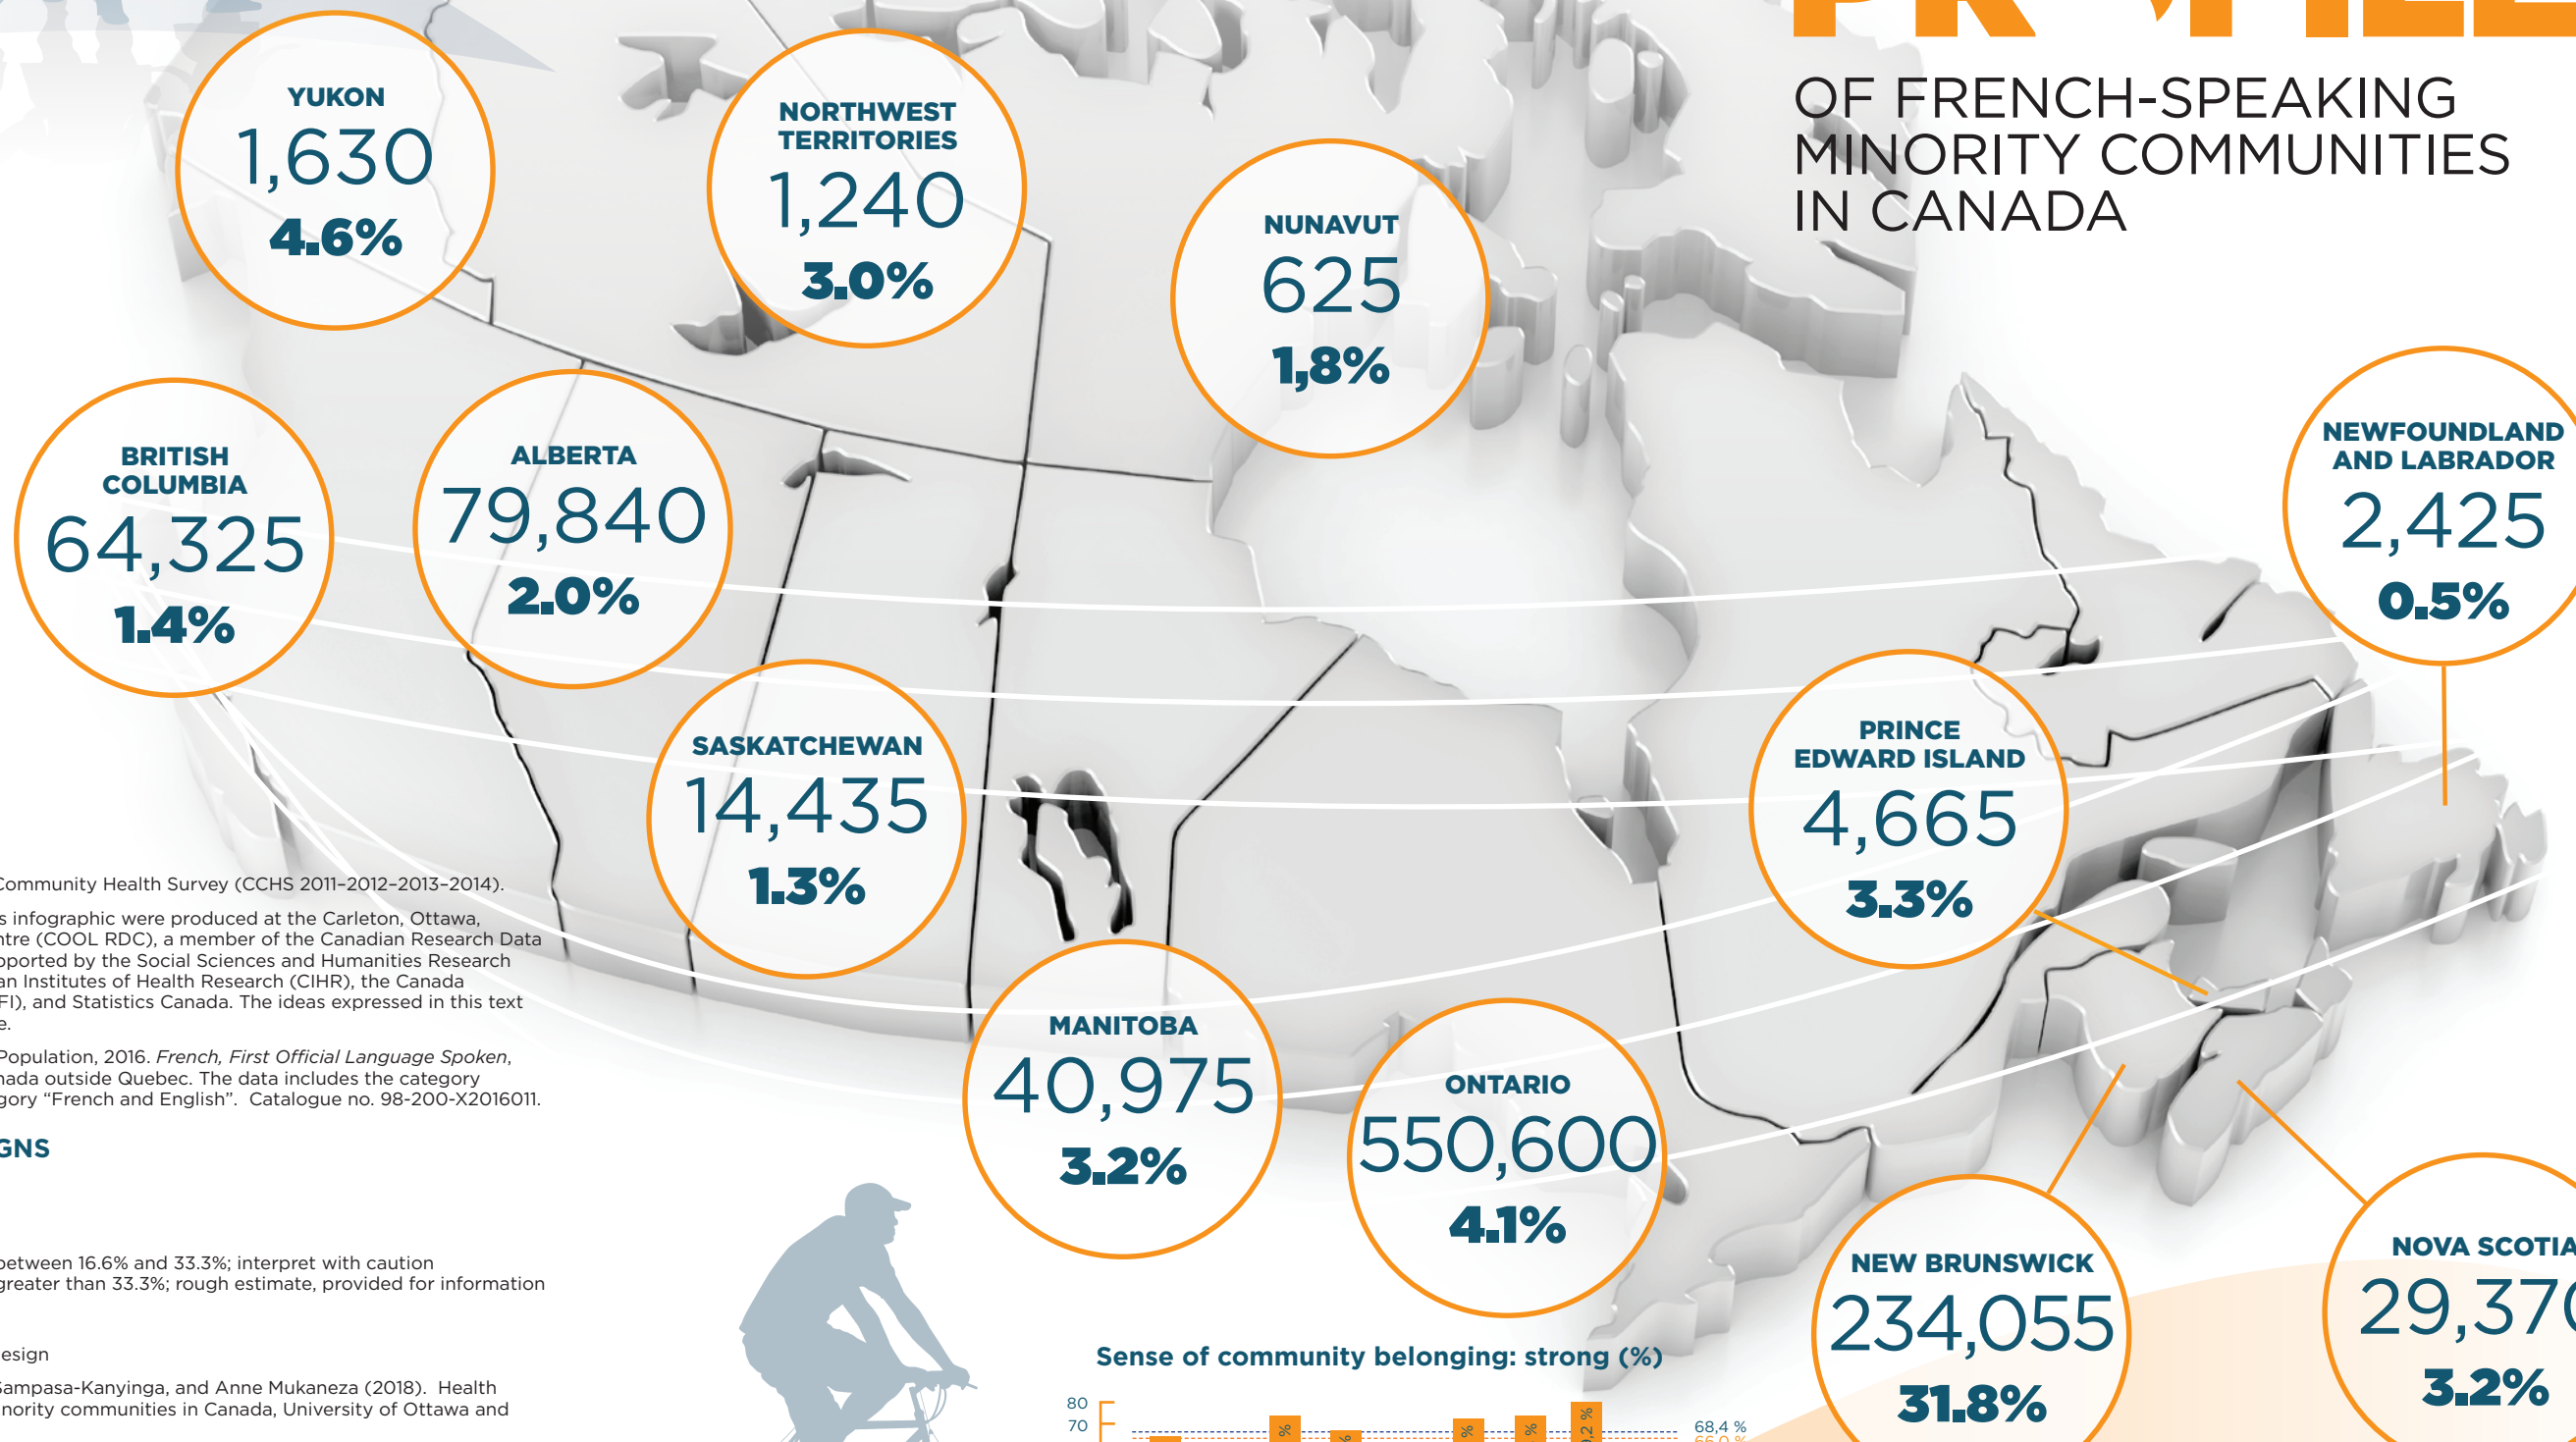 OF FRENCH-SPEAKING
MINORITY COMMUNITIES
IN CANADA
YUKON
1,630
4.6%
NORTHWEST
TERRITORIES
1,240
3.0%
NUNAVUT
625
1,8%
BRITISH
COLUMBIA
64,325
1.4%
ALBERTA
79,840
2.0%
NEWFOUNDLAND
AND LABRADOR
2,425
0.5%
SASKATCHEWAN
14,435
1.3%
PRINCE
EDWARD ISLAND
4,665
3.3%
MANITOBA
40,975
3.2%
ONTARIO
550,600
4.1%
NEW BRUNSWICK
234,055
31.8%
NOVA SCOTIA
29,370
3.2%
Community Health Survey (CCHS 2011–2012–2013–2014).
infographic were produced at the Carleton, Ottawa,
(COOL RDC), a member of the Canadian Research Data
supported by the Social Sciences and Humanities Research
Institutes of Health Research (CIHR), the Canada
and Statistics Canada. The ideas expressed in this text
Population, 2016. French, First Official Language Spoken,
outside Quebec. The data includes the category
“French and English”. Catalogue no. 98-200-X2016011.
between 16.6% and 33.3%; interpret with caution
greater than 33.3%; rough estimate, provided for information
Sampasa-Kanyinga, and Anne Mukaneza (2018). Health
minority communities in Canada, University of Ottawa and
Sense of community belonging: strong (%)
80
70
68,4 %